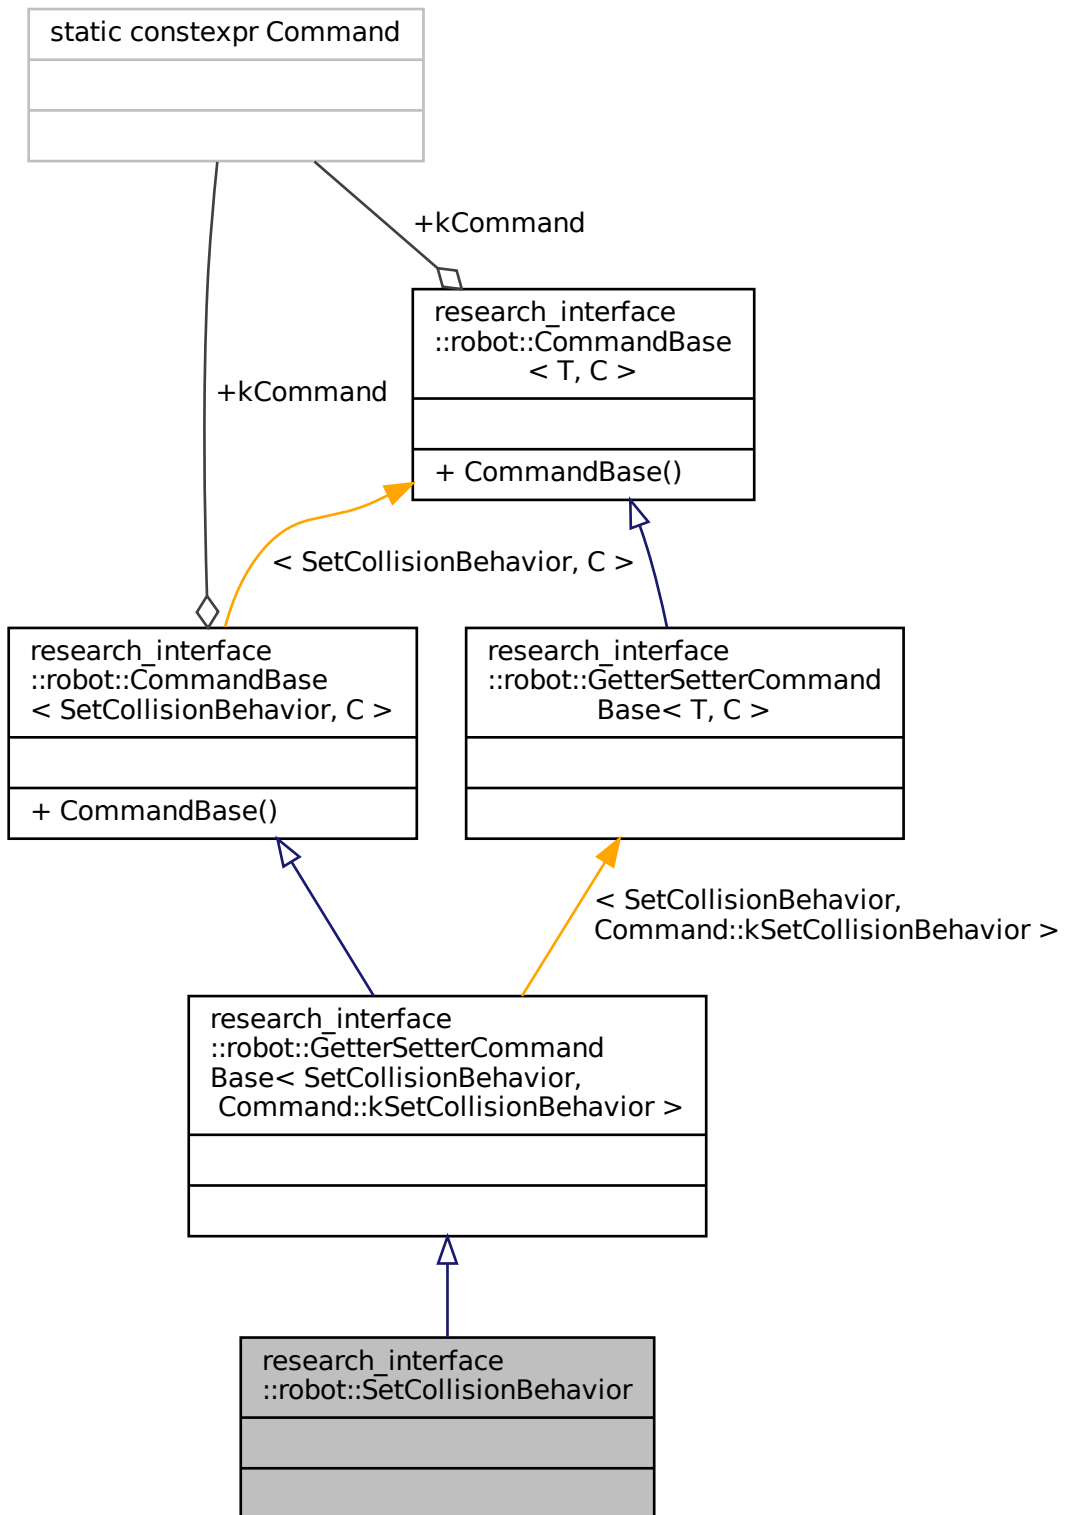 static constexpr Command
+kCommand
research_interface
::robot::CommandBase
< T, C >
+ CommandBase()
+kCommand
< SetCollisionBehavior, C >
research_interface
::robot::CommandBase
< SetCollisionBehavior, C >
+ CommandBase()
research_interface
::robot::GetterSetterCommand
Base< T, C >
< SetCollisionBehavior,
Command::kSetCollisionBehavior >
research_interface
::robot::GetterSetterCommand
Base< SetCollisionBehavior,
Command::kSetCollisionBehavior >
research_interface
::robot::SetCollisionBehavior